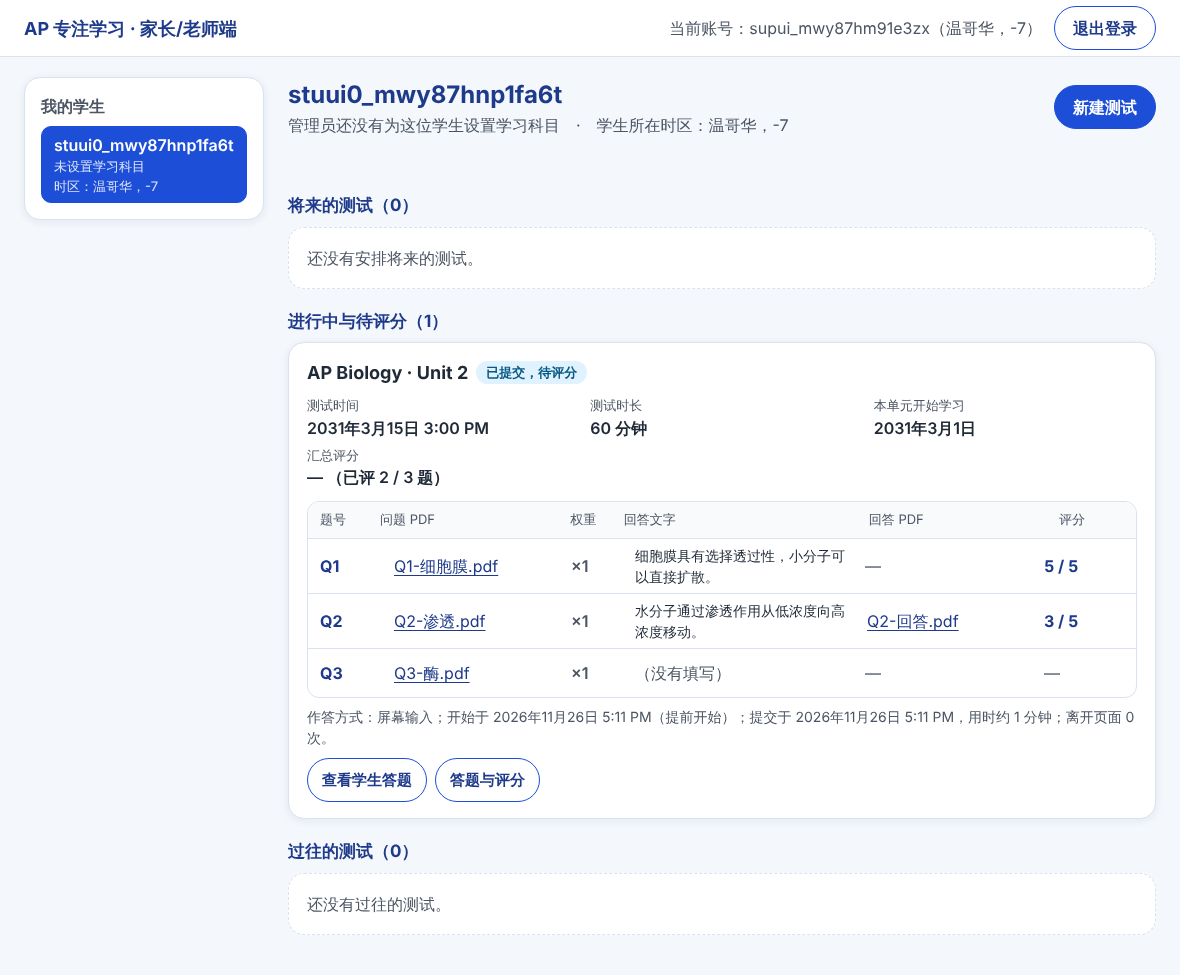 AP 专注学习 · 家长/老师端
当前账号：supui_mwy87hm91e3zx（温哥华，-7）
退出登录
我的学生
stuui0_mwy87hnp1fa6t
未设置学习科目
时区：温哥华，-7
stuui0_mwy87hnp1fa6t
管理员还没有为这位学生设置学习科目 · 学生所在时区：温哥华，-7
新建测试
将来的测试（0）
还没有安排将来的测试。
进行中与待评分（1）
AP Biology · Unit 2 已提交，待评分
测试时间 测试时长 本单元开始学习
2031年3月15日 3:00 PM 60 分钟 2031年3月1日
汇总评分
— （已评 2 / 3 题）
题号 问题 PDF 权重 回答文字 回答 PDF 评分
Q1 Q1-细胞膜.pdf ×1 细胞膜具有选择透过性，小分子可 — 5 / 5
以直接扩散。
Q2 Q2-渗透.pdf ×1 水分子通过渗透作用从低浓度向高 Q2-回答.pdf 3 / 5
浓度移动。
Q3 Q3-酶.pdf ×1 （没有填写） — —
作答方式：屏幕输入；开始于 2026年11月26日 5:11 PM（提前开始）；提交于 2026年11月26日 5:11 PM，用时约 1 分钟；离开页面 0
次。
查看学生答题 答题与评分
过往的测试（0）
还没有过往的测试。